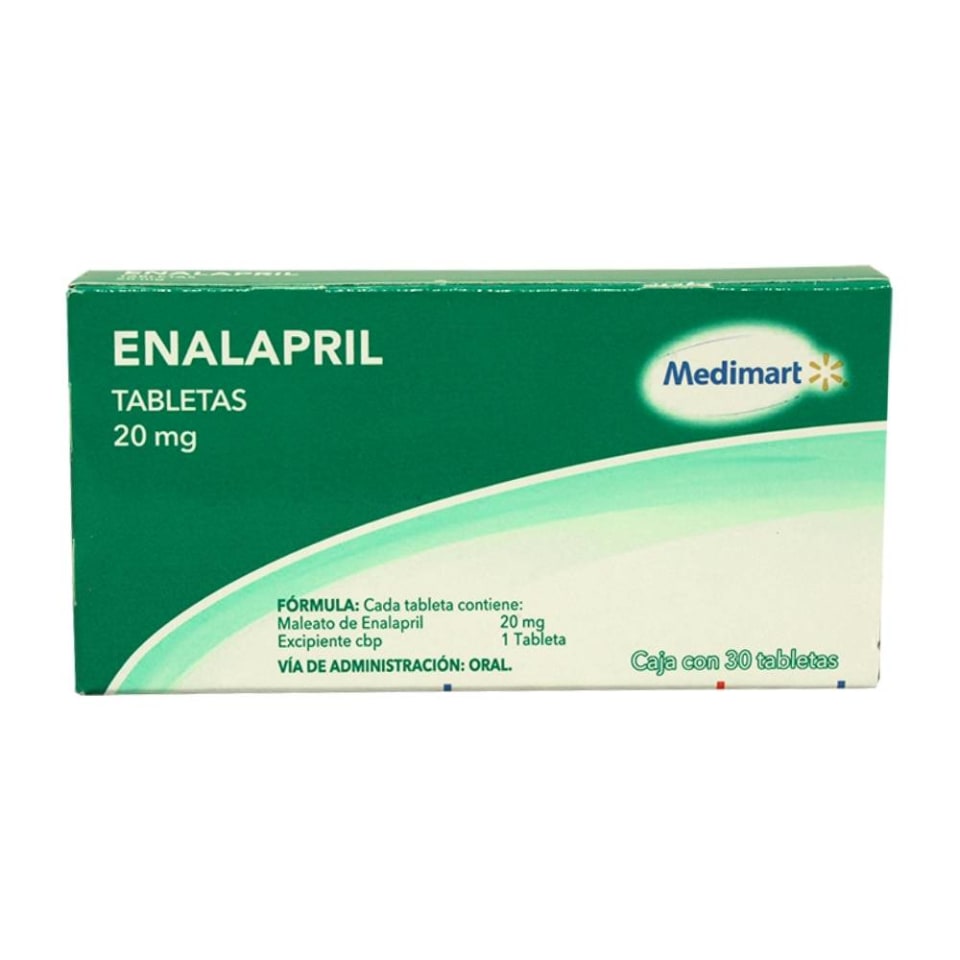 ENALAPRIL
ENALAPRIL
TABLETAS
20 mg
Medimart
FÓRMULA: Cada tableta contiene:
Maleato de Enalapril 20 mg
Excipiente cbp 1 Tableta
VÍA DE ADMINISTRACIÓN: ORAL.
Caja con 30 tabletas